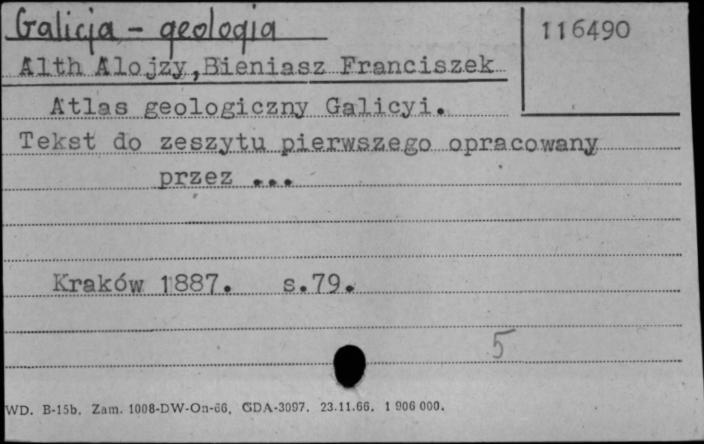 Galicja - geologia
116490
Alth Alojzy, Bieniasz Franciszek
Atlas geologiczny Galicyi.
Tekst do zeszytu pierwszego opracowany
przez ...
Kraków 1887. s.79.
5
WD. B-15b. Zam. 1008-DW-On-66. GDA-3097. 23.11.66. 1 906 000.